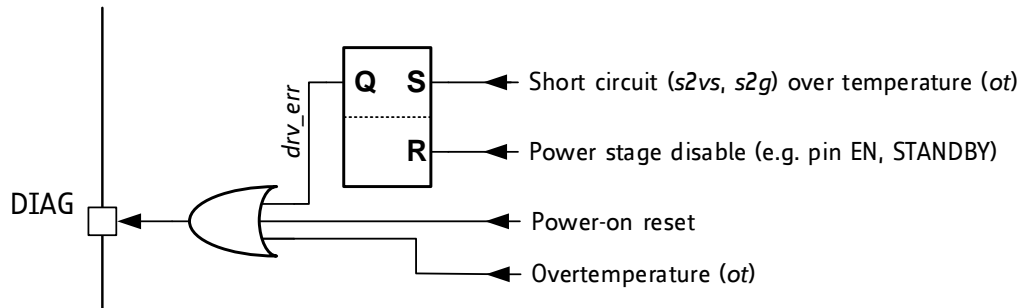 Q S Short circuit (s2vs, s2g) over temperature (ot)
drv_err
R Power stage disable (e.g. pin EN, STANDBY)
DIAG
Power-on reset
Overtemperature (ot)